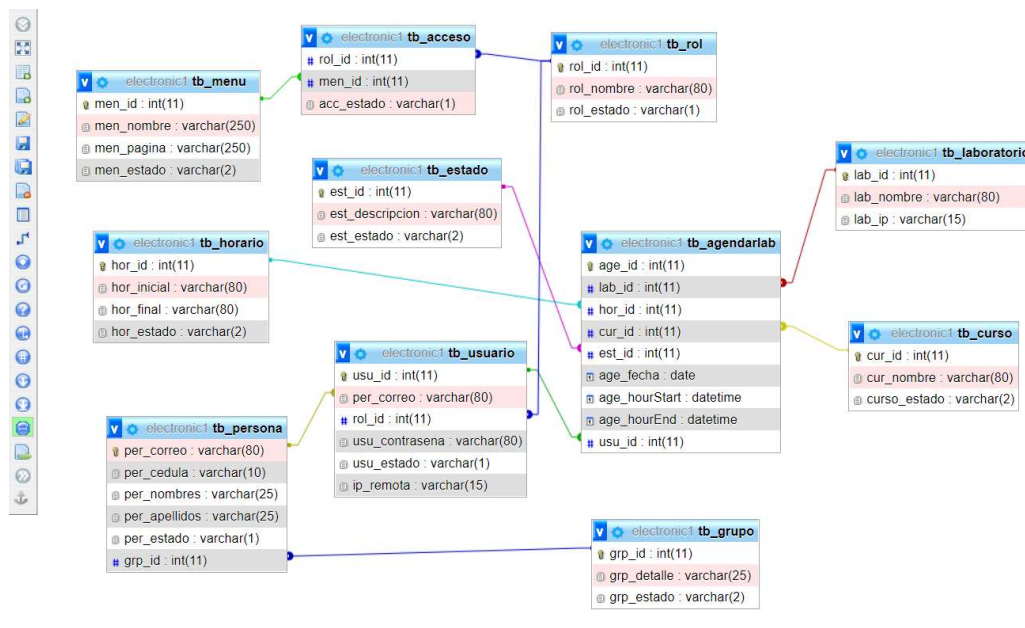 electronic1 tb_acceso
rol_id : int(11)
men_id : int(11)
acc_estado : varchar(1)
electronic1 tb_rol
rol_id : int(11)
rol_nombre : varchar(80)
rol_estado : varchar(1)
electronic1 tb_menu
men_id : int(11)
men_nombre : varchar(250)
men_pagina : varchar(250)
men_estado : varchar(2)
electronic1 tb_estado
est_id : int(11)
est_descripcion : varchar(80)
est_estado : varchar(2)
electronic1 tb_laboratorio
lab_id : int(11)
lab_nombre : varchar(80)
lab_ip : varchar(15)
electronic1 tb_horario
hor_id : int(11)
hor_inicial : varchar(80)
hor_final : varchar(80)
hor_estado : varchar(2)
electronic1 tb_agendarlab
age_id : int(11)
lab_id : int(11)
hor_id : int(11)
cur_id : int(11)
est_id : int(11)
age_fecha : date
age_hourStart : datetime
age_hourEnd : datetime
usu_id : int(11)
electronic1 tb_curso
cur_id : int(11)
cur_nombre : varchar(80)
curso_estado : varchar(2)
electronic1 tb_usuario
usu_id : int(11)
per_correo : varchar(80)
rol_id : int(11)
usu_contrasena : varchar(80)
usu_estado : varchar(1)
ip_remota : varchar(15)
electronic1 tb_persona
per_correo : varchar(80)
per_cedula : varchar(10)
per_nombres : varchar(25)
per_apellidos : varchar(25)
per_estado : varchar(1)
grp_id : int(11)
electronic1 tb_grupo
grp_id : int(11)
grp_detalle : varchar(25)
grp_estado : varchar(2)